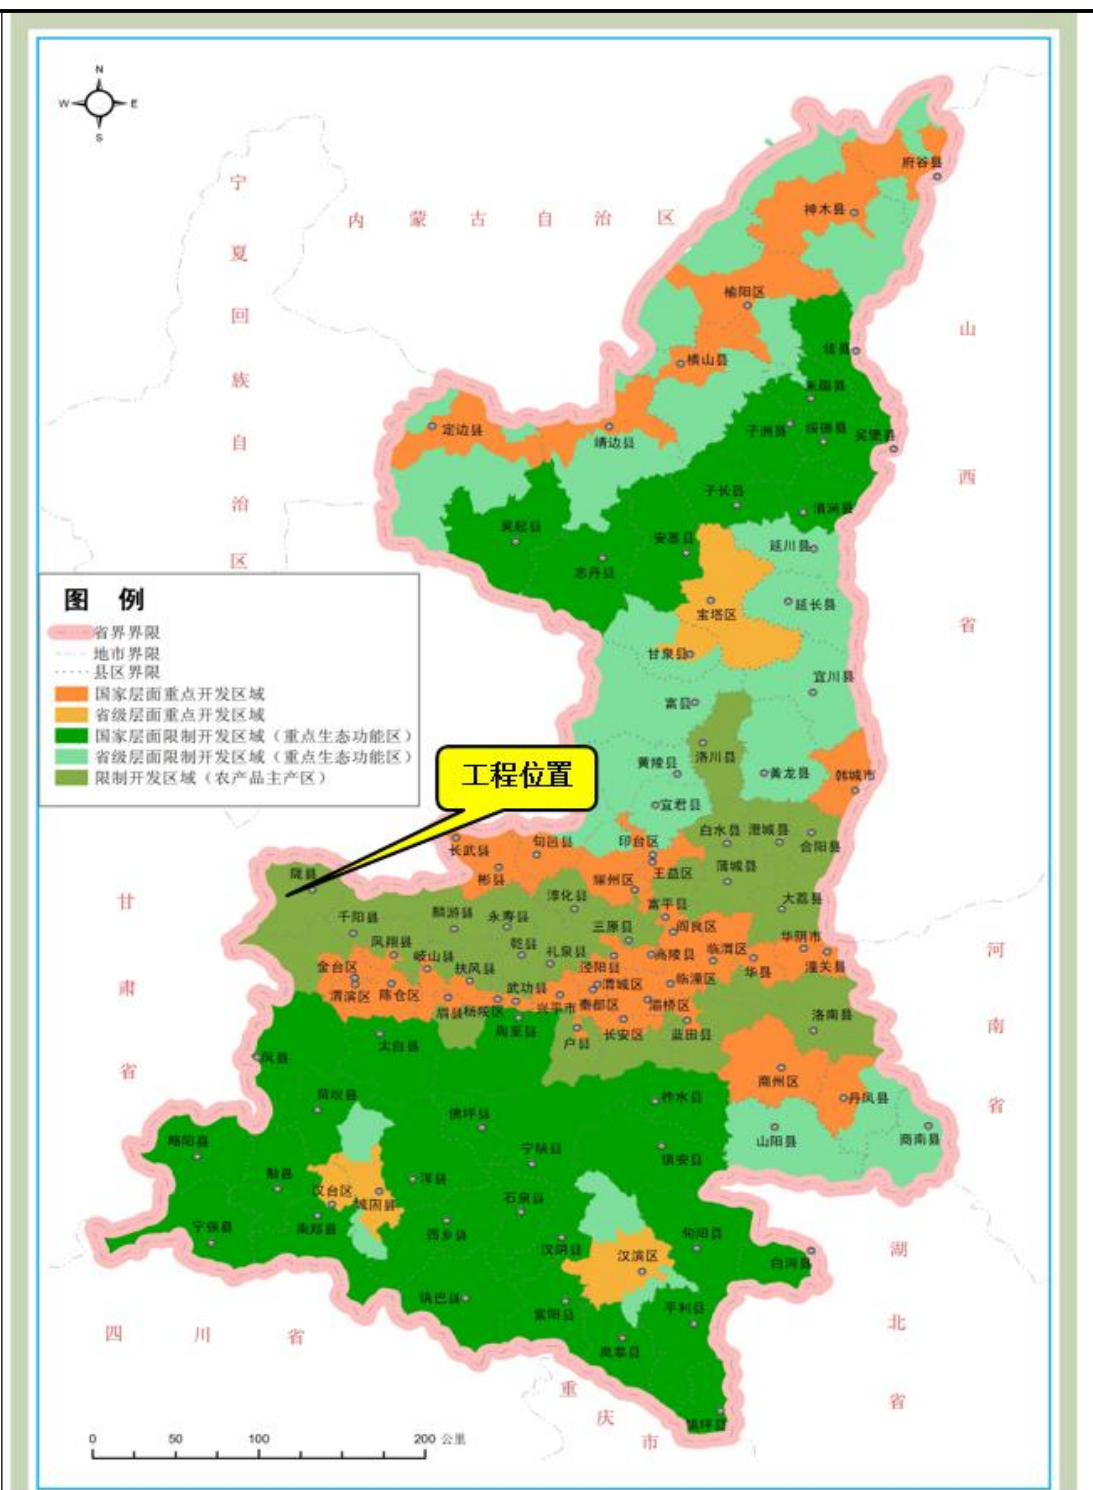 N
W E
S
宁夏回族自治区
内蒙古自治区
山西省
府谷县
神木县
榆阳区
横山县
佳县
米脂县
子洲县
绥德县
吴堡县
定边县
靖边县
子长县
清涧县
吴起县
安塞县
延川县
志丹县
宝塔区
延长县
甘泉县
宜川县
富县
洛川县
黄陵县
黄龙县
韩城市
宜君县
图 例
省界界限
地市界限
县区界限
国家层面重点开发区域
省级层面重点开发区域
国家层面限制开发区域(重点生态功能区)
省级层面限制开发区域(重点生态功能区)
限制开发区域(农产品主产区)
工程位置
长武县
旬邑县
印台区
白水县
澄城县
合阳县
彬县
耀州区
王益区
蒲城县
陇县
淳化县
富平县
大荔县
千阳县
麟游县
永寿县
三原县
阎良区
凤翔县
岐山县
乾县
礼泉县
泾阳县
高陵县
临渭区
华阴市
金台区
扶风县
华县
潼关县
渭滨区
陈仓区
武功县
渭城区
临潼区
眉县
杨陵区
兴平市
秦都区
灞桥区
周至县
户县
长安区
蓝田县
洛南县
甘肃省
河南省
太白县
凤县
商州区
丹凤县
留坝县
佛坪县
柞水县
山阳县
商南县
略阳县
宁陕县
镇安县
勉县
汉台区
城固县
洋县
石泉县
宁强县
南郑县
西乡县
汉阴县
汉滨区
旬阳县
白河县
镇巴县
紫阳县
平利县
岚皋县
镇坪县
四川省
重庆市
湖北省
0 50 100 200 公里